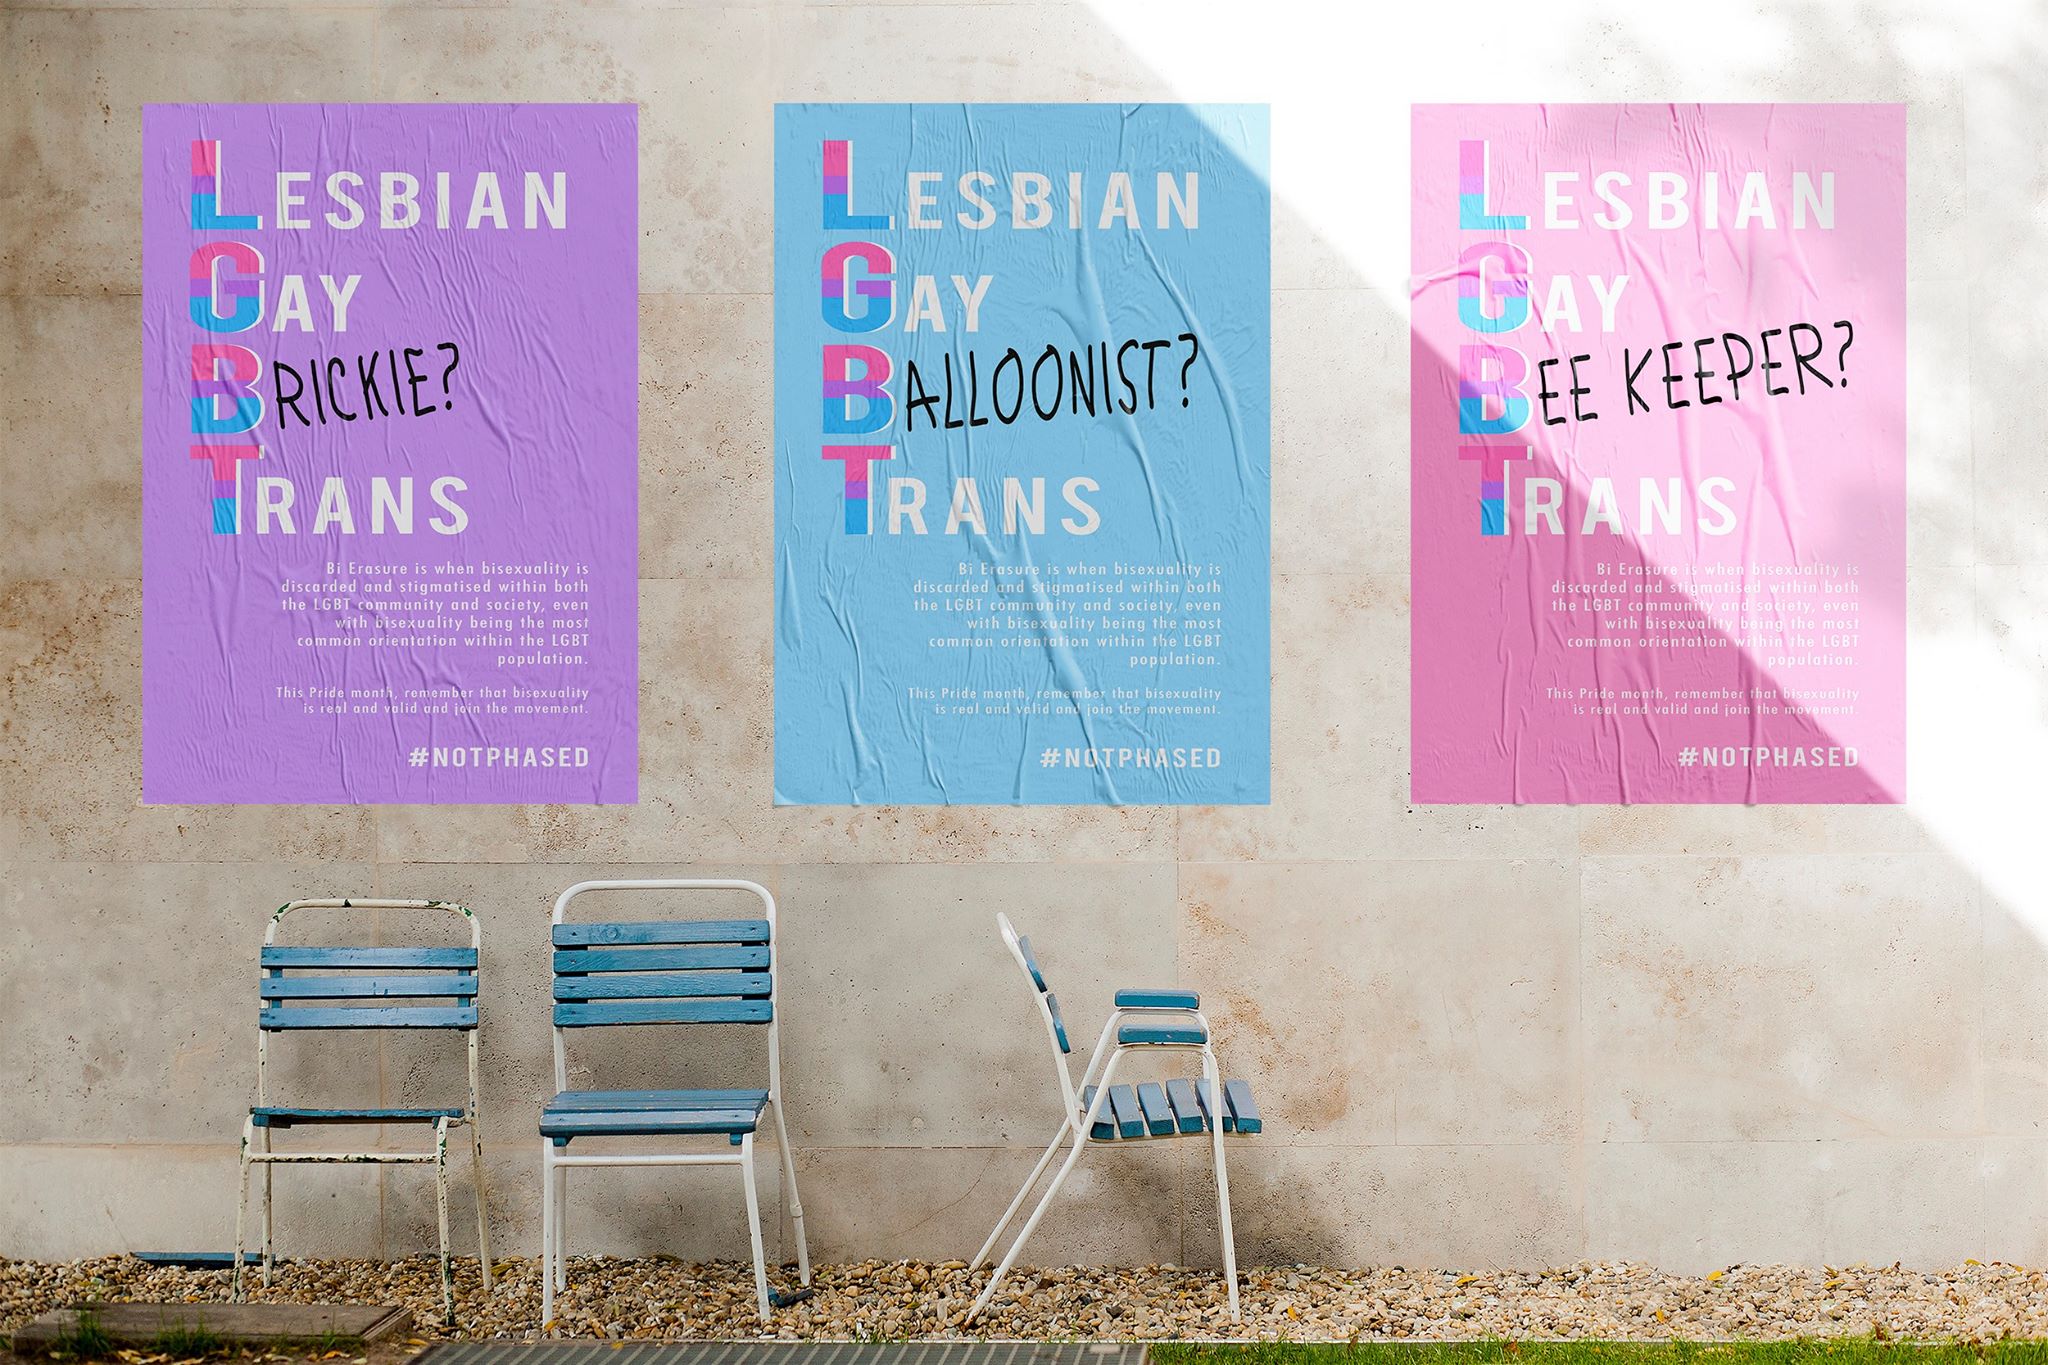 LESBIAN
GAY
BRICKIE?
TRANS
Bi Erasure is when bisexuality is
discarded and stigmatised within both
the LGBT community and society, even
with bisexuality being the most
common orientation within the LGBT
population.
This Pride month, remember that bisexuality
is real and valid and join the movement.
#NOTPHASED
LESBIAN
GAY
BALLOONIST?
TRANS
Bi Erasure is when bisexuality is
discarded and stigmatised within both
the LGBT community and society, even
with bisexuality being the most
common orientation within the LGBT
population.
This Pride month, remember that bisexuality
is real and valid and join the movement.
#NOTPHASED
LESBIAN
GAY
BEE KEEPER?
TRANS
Bi Erasure is when bisexuality is
discarded and stigmatised within both
the LGBT community and society, even
with bisexuality being the most
common orientation within the LGBT
population.
This Pride month, remember that bisexuality
is real and valid and join the movement.
#NOTPHASED